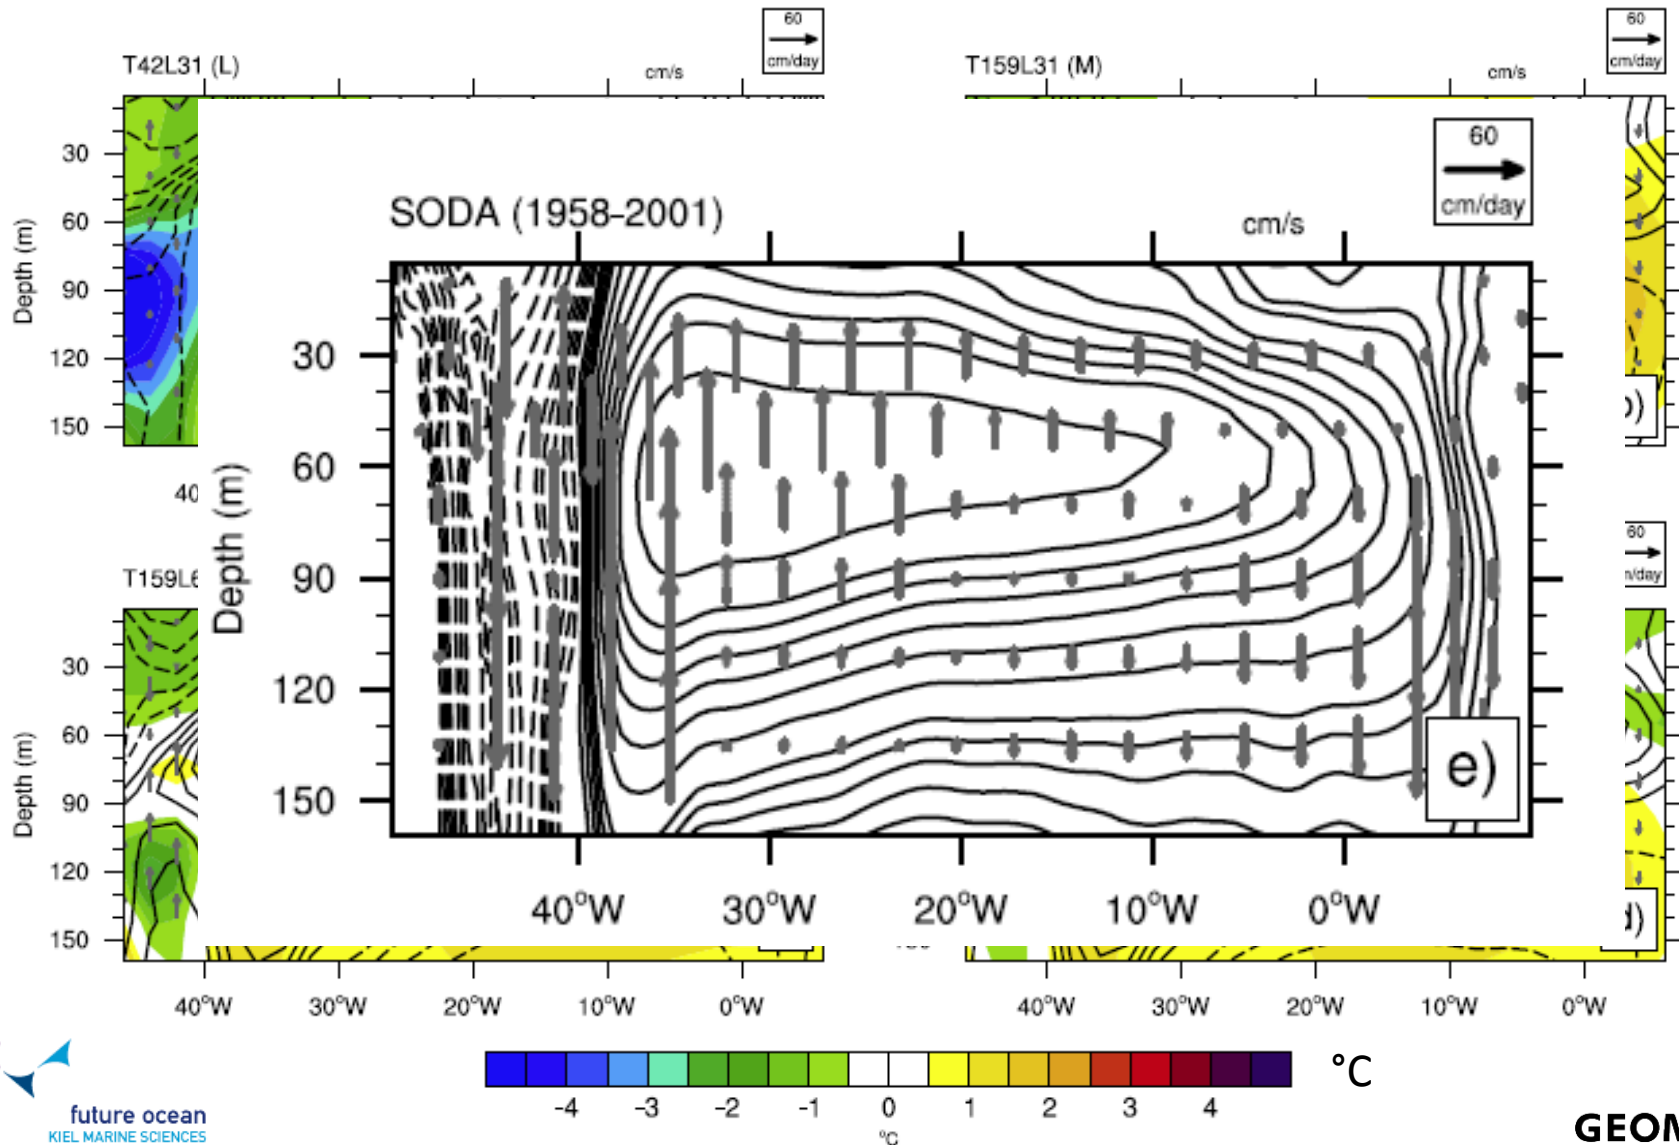 60
cm/day
60
cm/day
T42L31 (L)
cm/s
T159L31 (M)
cm/s
30
60
90
120
150
Depth (m)
40
60
cm/day
SODA (1958-2001)
cm/s
30
60
90
120
150
Depth (m)
e)
40°W
30°W
20°W
10°W
0°W
60
T159L
30
60
90
120
150
Depth (m)
d)
40°W
30°W
20°W
10°W
0°W
40°W
30°W
20°W
10°W
0°W
-4
-3
-2
-1
0
1
2
3
4
°C
°C
future ocean
KIEL MARINE SCIENCES
GEOM